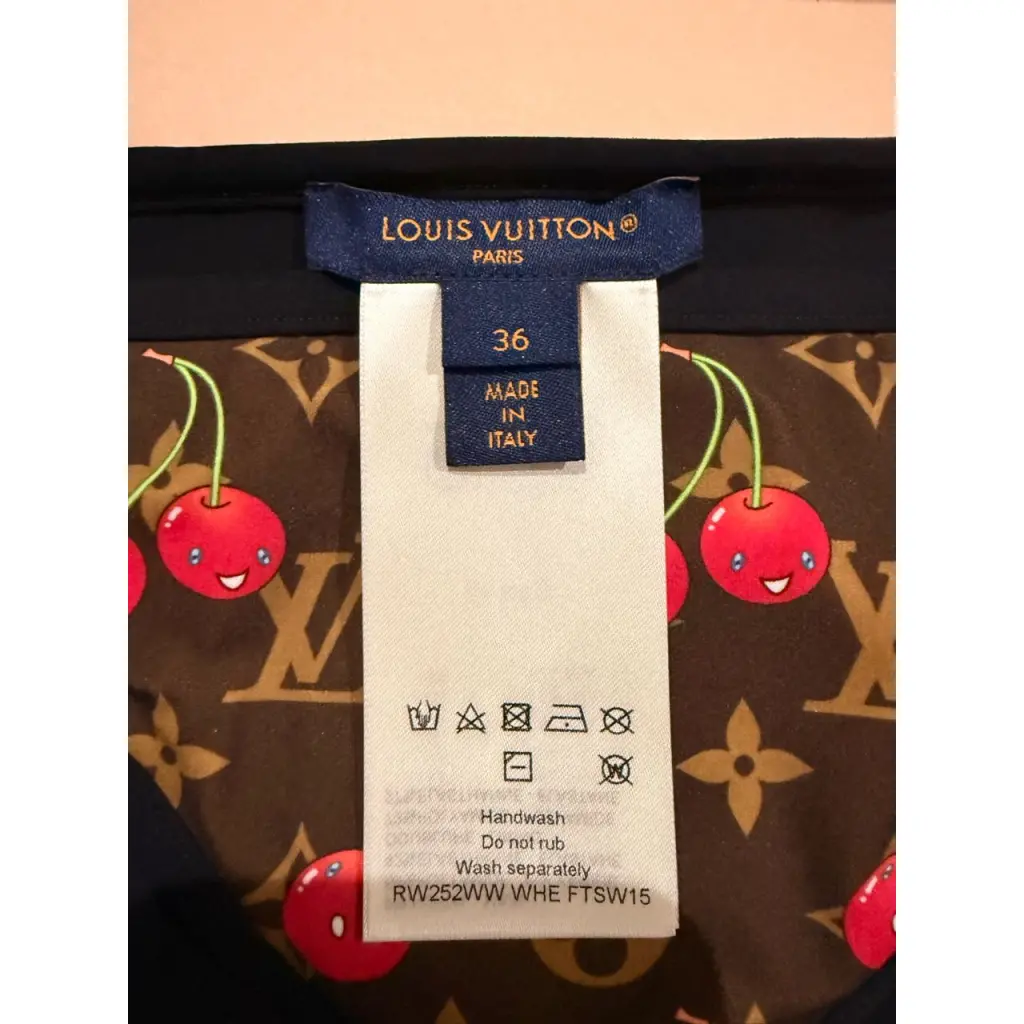 LOUIS VUITTON®
PARIS
36
MADE
IN
ITALY
W
Handwash
Do not rub
Wash separately
RW252WW WHE FTSW15